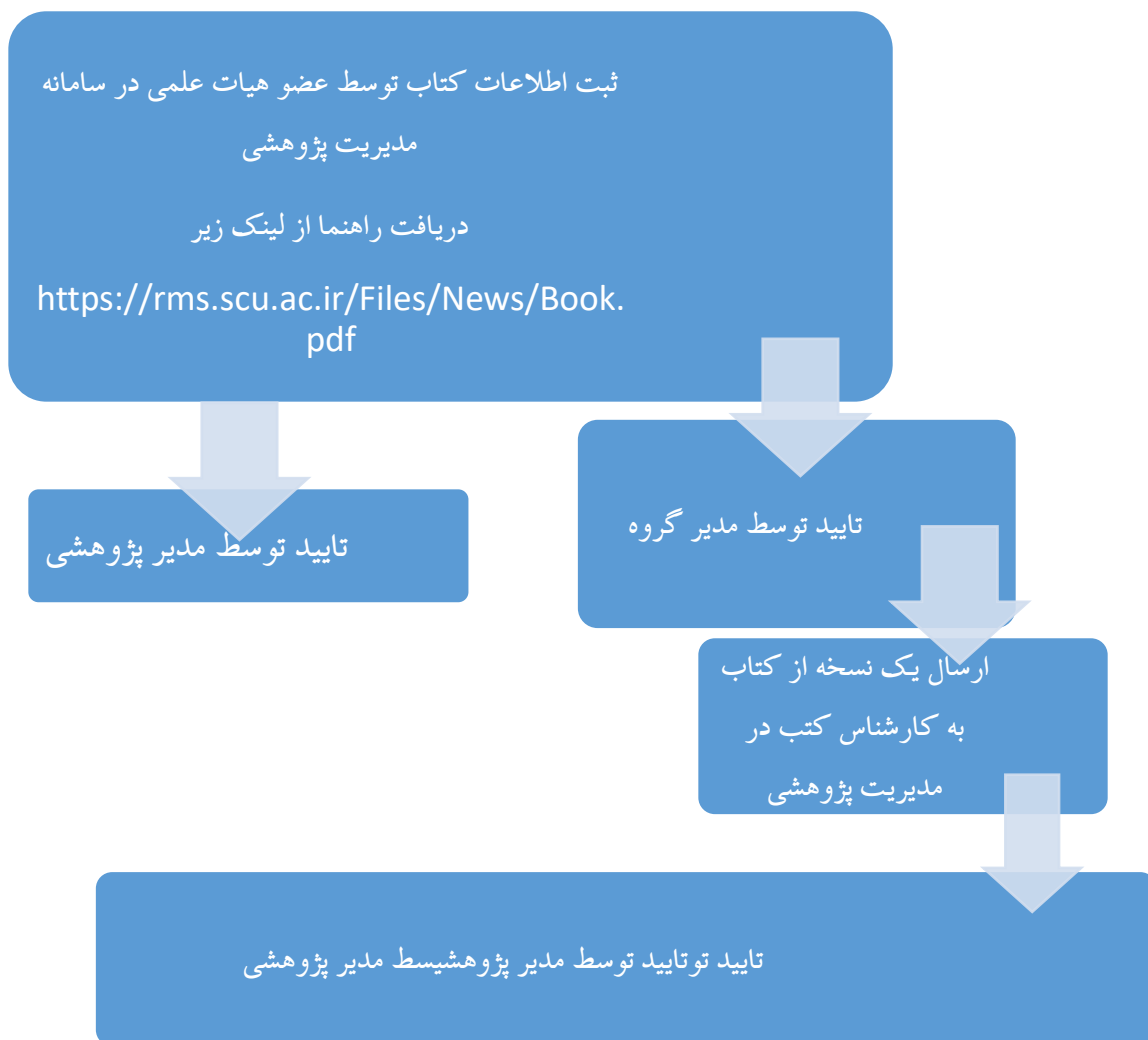 ثبت اطلاعات کتاب توسط عضو هیات علمی در سامانه
مدیریت پژوهشی
دریافت راهنما از لینک زیر
https://rms.scu.ac.ir/Files/News/Book.
pdf
تایید توسط مدیر گروه
تایید توسط مدیر پژوهشی
ارسال یک نسخه از کتاب
به کارشناس کتب در
مدیریت پژوهشی
تایید توتایید توسط مدیر پژوهشیسط مدیر پژوهشی